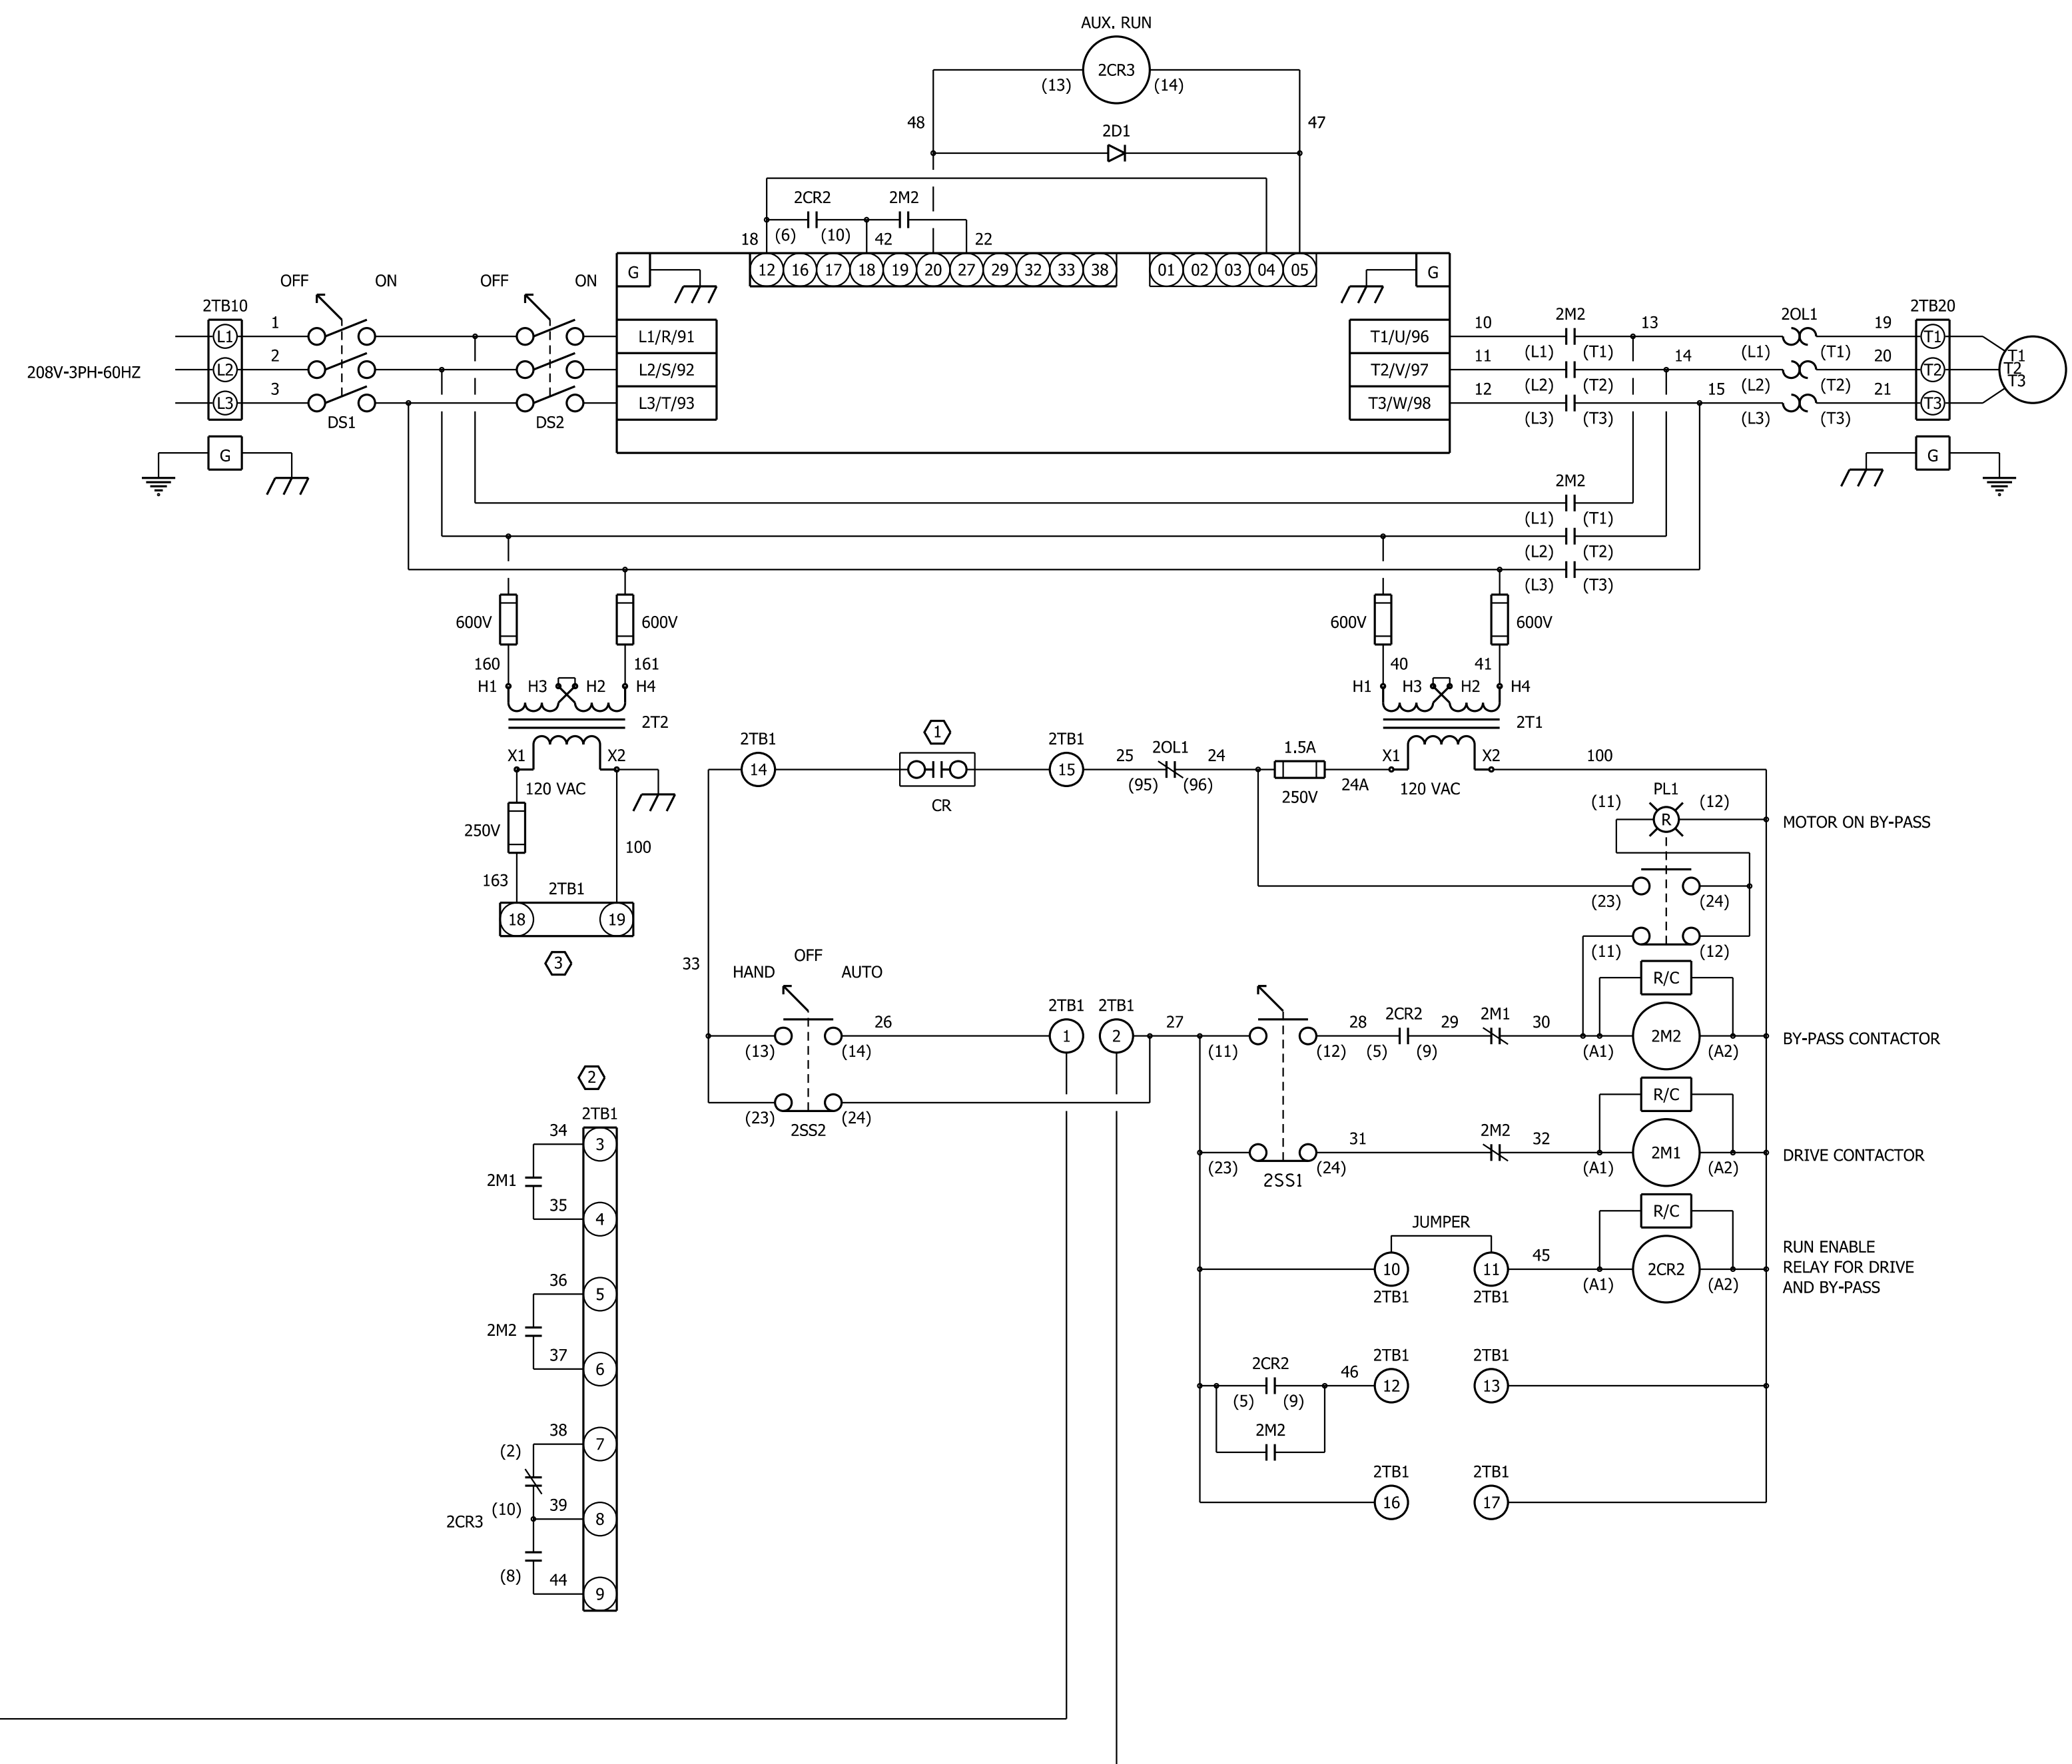 AUX. RUN
2CR3
(13) (14)
48 47
2D1
2CR2 2M2
18 (6) (10) 42 22
G 12 16 17 18 19 20 27 29 32 33 38 01 02 03 04 05 G
OFF ON OFF ON
2TB10 2TB20
208V-3PH-60HZ
L1 1 L1/R/91 T1/U/96 10 2M2 13 2OL1 19 T1 T1
(L1) (T1) (L1) (T1)
L2 2 L2/S/92 T2/V/97 11 14 20 T2 T2
(L2) (T2) (L2) (T2)
L3 3 L3/T/93 T3/W/98 12 15 21 T3 T3
(L3) (T3) (L3) (T3)
DS1 DS2
G G
2M2
(L1) (T1)
(L2) (T2)
(L3) (T3)
600V 600V 600V 600V
160 161 40 41
H1 H3 H2 H4 H1 H3 H2 H4
2T2 2T1
X1 X2 X1 X2
120 VAC 120 VAC
250V
100
163
2TB1
18 19
3
1
2TB1 2TB1
14 15
CR
25 2OL1 24
(95) (96)
1.5A
250V
24A
100
PL1
(11) R (12) MOTOR ON BY-PASS
(23) (24)
(11) (12)
33
HAND OFF AUTO
26
(13) (14)
(23) (24)
2SS2
2TB1 2TB1
1 2
27
(11) (12)
28 2CR2 29 2M1 30
(5) (9)
R/C
(A1) 2M2 (A2) BY-PASS CONTACTOR
R/C
(23) (24)
2SS1
31 2M2 32
(A1) 2M1 (A2) DRIVE CONTACTOR
R/C
JUMPER
10 11 45
2TB1 2TB1
(A1) 2CR2 (A2)
RUN ENABLE
RELAY FOR DRIVE
AND BY-PASS
2CR2 46 2TB1 2TB1
(5) (9) 12 13
2M2
2TB1 2TB1
16 17
2
2TB1
34 3
2M1
35 4
36 5
2M2
37 6
38 7
(2)
(10) 39 8
2CR3
(8) 44 9